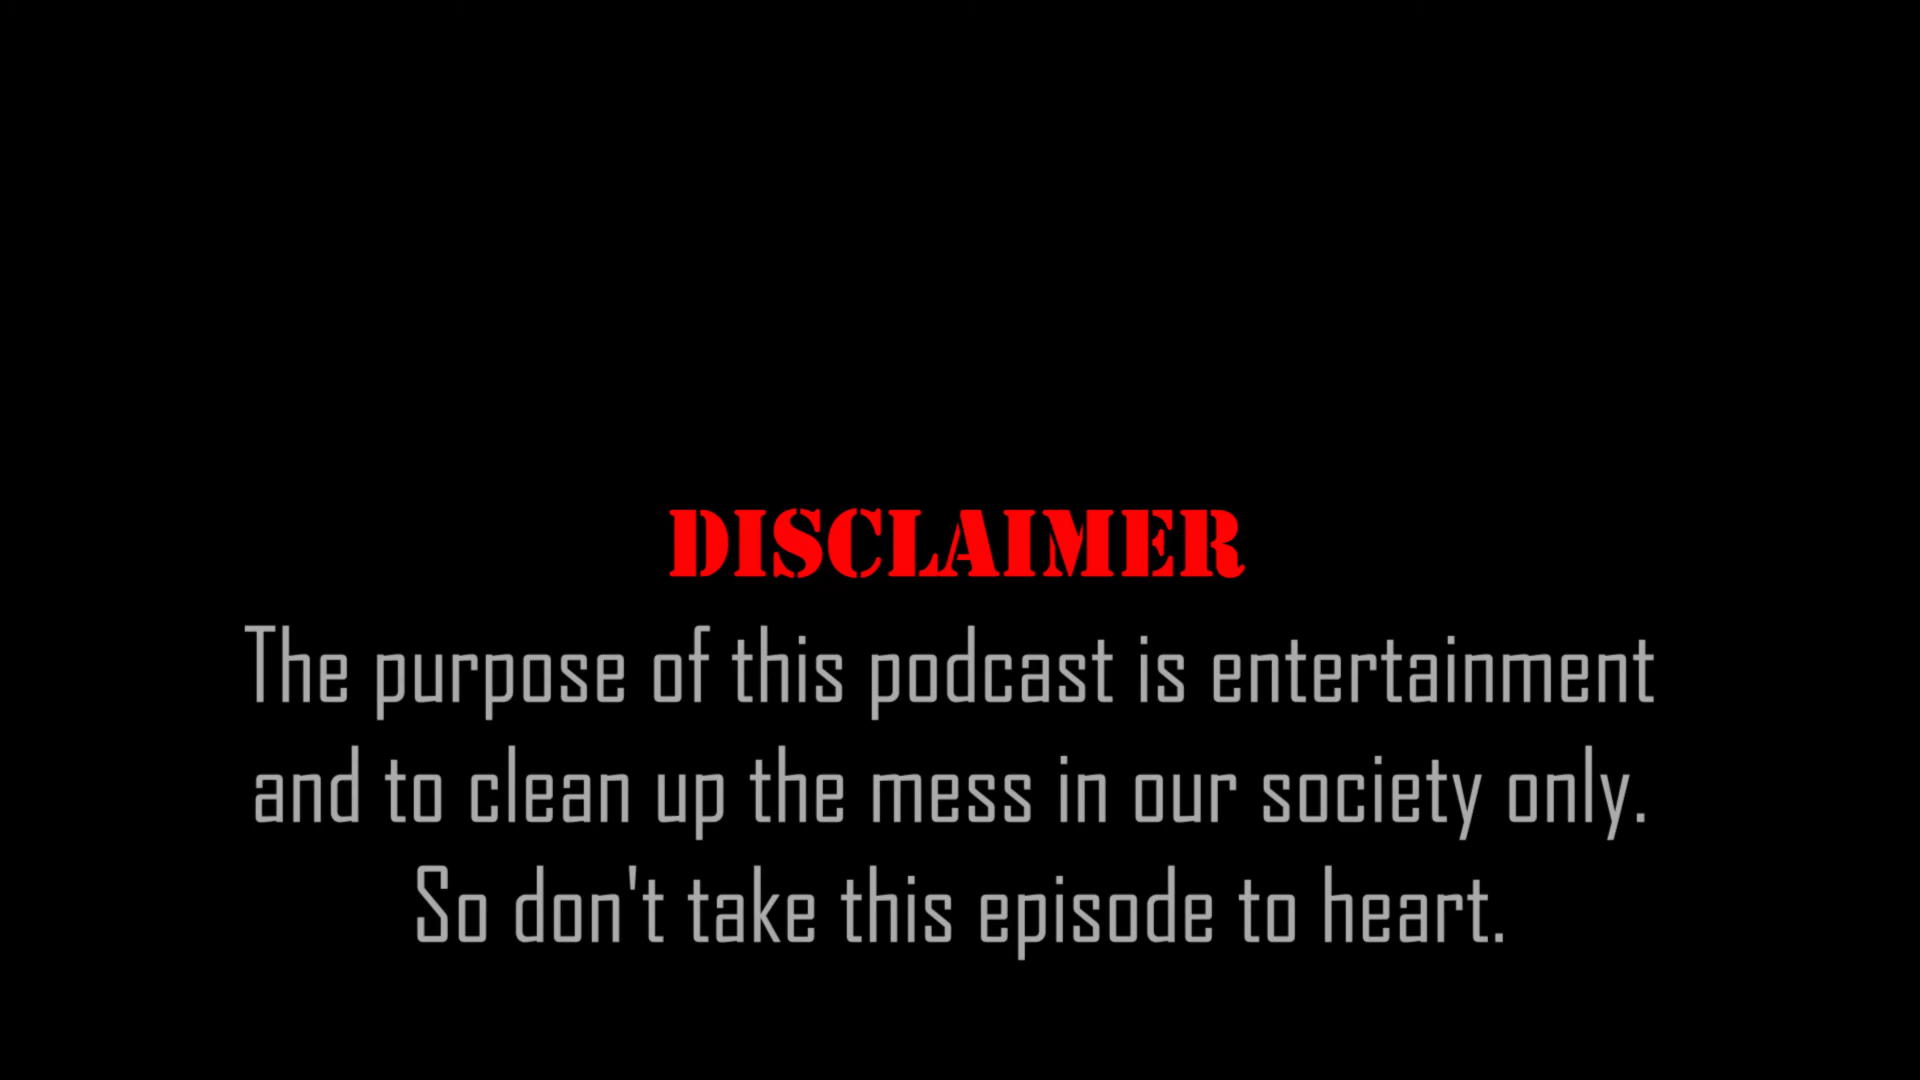 DISCLAIMER
The purpose of this podcast is entertainment
and to clean up the mess in our society only.
So don't take this episode to heart.